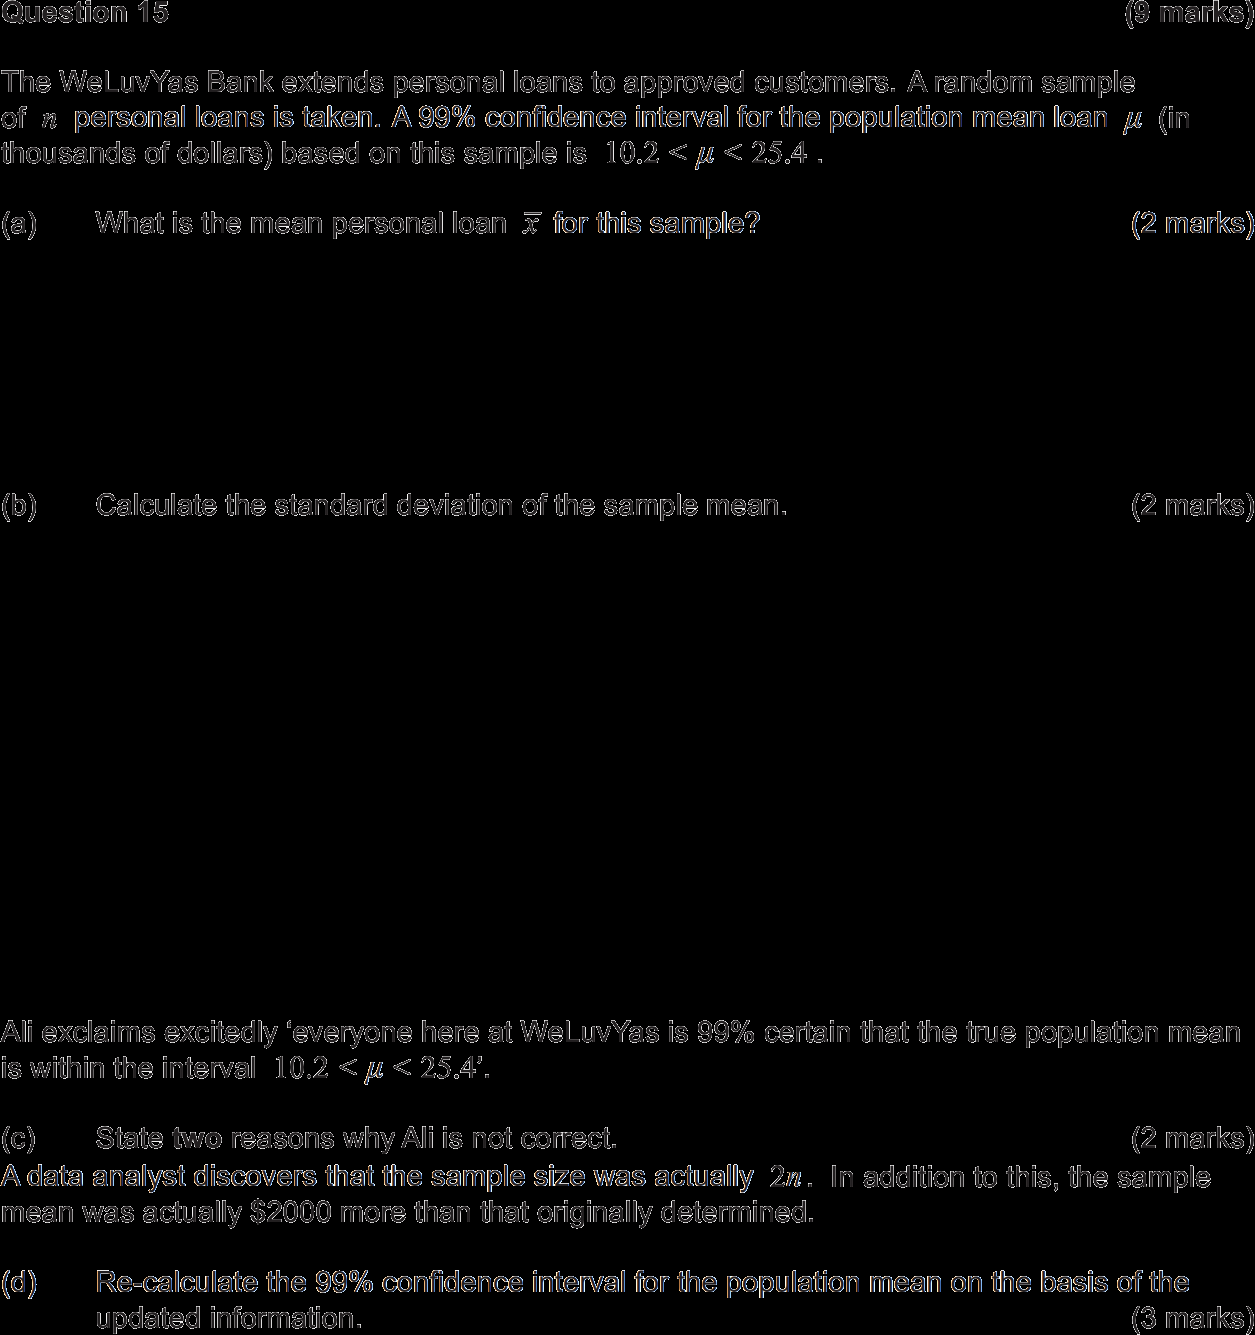 Question 15 (9 marks)
The WeLuvYas Bank extends personal loans to approved customers. A random sample
of n personal loans is taken. A 99% confidence interval for the population mean loan μ (in
thousands of dollars) based on this sample is 10.2 < μ < 25.4 .
(a) What is the mean personal loan x̄ for this sample? (2 marks)
(b) Calculate the standard deviation of the sample mean. (2 marks)
Ali exclaims excitedly ‘everyone here at WeLuvYas is 99% certain that the true population mean
is within the interval 10.2 < μ < 25.4’.
(c) State two reasons why Ali is not correct. (2 marks)
A data analyst discovers that the sample size was actually 2n. In addition to this, the sample
mean was actually $2000 more than that originally determined.
(d) Re-calculate the 99% confidence interval for the population mean on the basis of the
updated information. (3 marks)